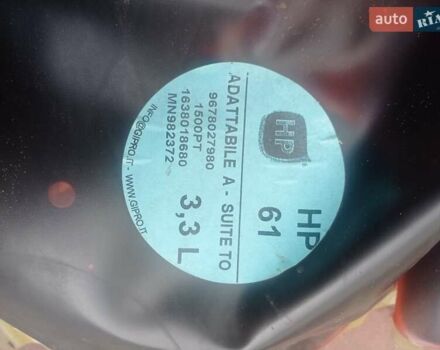 HP
HP
61
ADATTABILE A - SUITE TO
9678027980
1500PT
1638018680
MN982372
3,3 L
INFO@GIPRO.IT - WWW.GIPRO.IT
auto
RIA